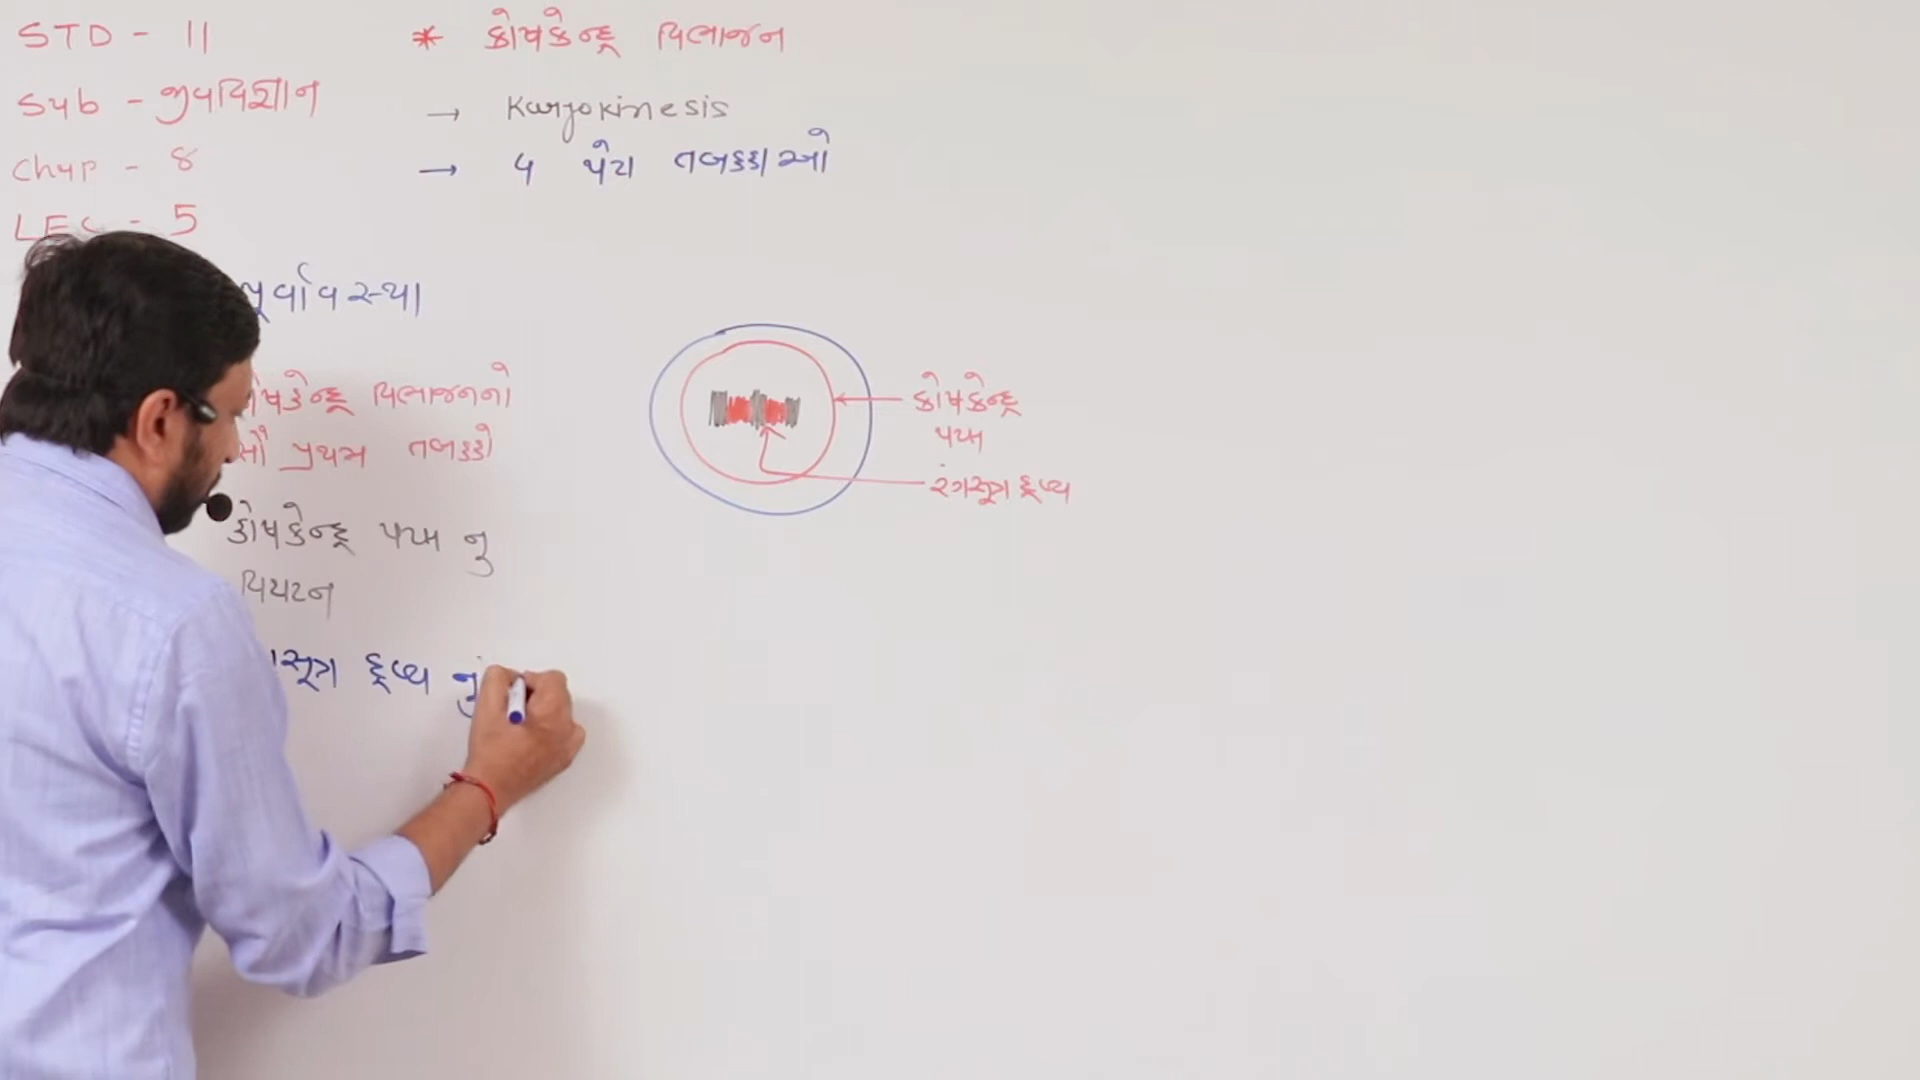 STD - 11
* કોષકેન્દ્ર વિભાજન
Sub - જીવવિજ્ઞાન
→ Karyokinesis
Chap - 8
→ 4 પેટા તબક્કાઓ
LEC - 5
પૂર્વાવસ્થા
કોષકેન્દ્ર વિભાજનનો
સૌ પ્રથમ તબક્કો
કોષકેન્દ્ર
પટલ
રંગસૂત્ર દ્રવ્ય
કોષકેન્દ્ર પટલ નુ
વિઘટન
સૂત્ર દ્રવ્ય નુ